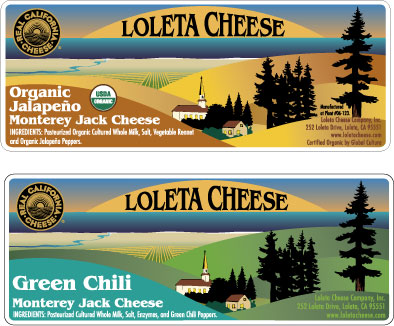 REAL CALIFORNIA CHEESE
LOLETA CHEESE
Organic
Jalapeño
USDA
ORGANIC
Monterey Jack Cheese
INGREDIENTS: Pasteurized Organic Cultured Whole Milk, Salt, Vegetable Rennet
and Organic Jalapeño Peppers.
Manufactured
at Plant #06-123.
Loleta Cheese Company, Inc.
252 Loleta Drive, Loleta, CA 95551
www.loletacheese.com
Certified Organic by Global Culture
REAL CALIFORNIA CHEESE
LOLETA CHEESE
Green Chili
Monterey Jack Cheese
INGREDIENTS: Pasteurized Cultured Whole Milk, Salt, Enzymes, and Green Chili Peppers.
Loleta Cheese Company, Inc.
250 Loleta Drive, Loleta, CA 95551
www.loletacheese.com